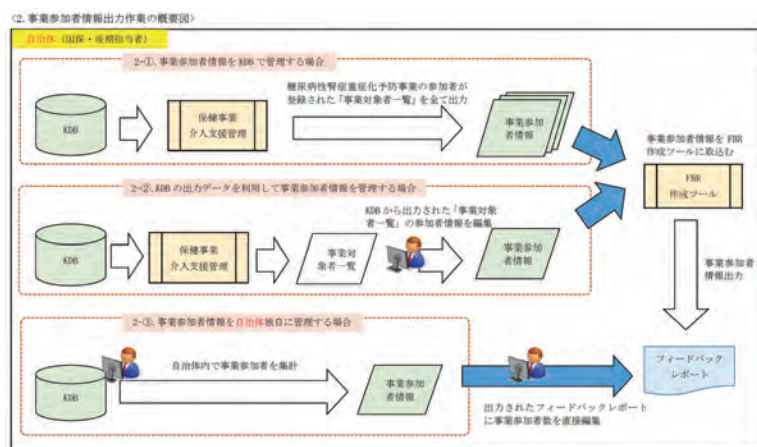 <2. 事業参加者情報出力作業の概要図>
自治体（国保・後期担当者）
2-①. 事業参加者情報をKDBで管理する場合
KDB
保健事業
介入支援管理
糖尿病性腎症重症化予防事業の参加者が
登録された「事業対象者一覧」を全て出力
事業参加
者情報
事業参加者情報を FBR
作成ツールに取込む
FBR
作成ツール
2-②. KDBの出力データを利用して事業参加者情報を管理する場合
KDB
保健事業
介入支援管理
事業対
象者一覧
KDBから出力された「事業対象
者一覧」の参加者情報を編集
事業参加
者情報
事業参加者
情報出力
2-③. 事業参加者情報を自治体独自に管理する場合
KDB
自治体内で事業参加者を集計
事業参加
者情報
出力されたフィードバックレポート
に事業参加者数を直接編集
フィードバック
レポート